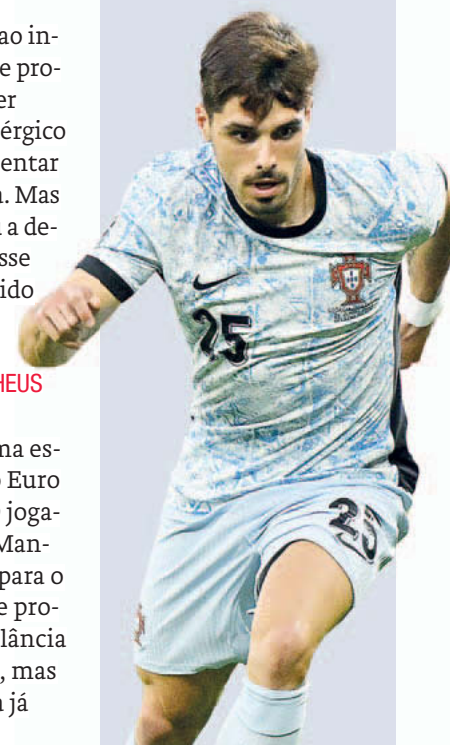 ao in-
e pro-
er
érgico
entar
a. Mas
a de-
sse
ido
HEUS
ma es-
Euro
joga-
Man-
para o
e pro-
lância
, mas
já
25
25